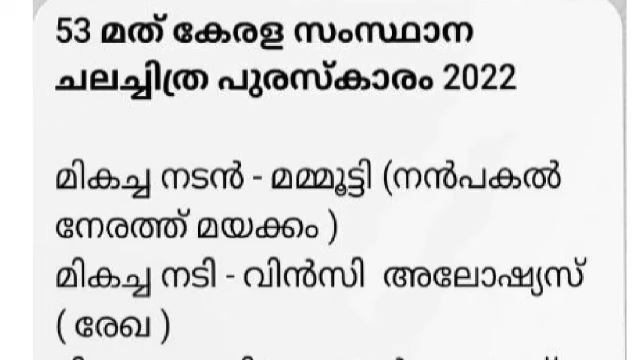 53 മത് കേരള സംസ്ഥാന
ചലച്ചിത്ര പുരസ്കാരം 2022
മികച്ച നടൻ - മമ്മൂട്ടി (നൻപകൽ
നേരത്ത് മയക്കം )
മികച്ച നടി - വിൻസി അലോഷ്യസ്
( രേഖ )